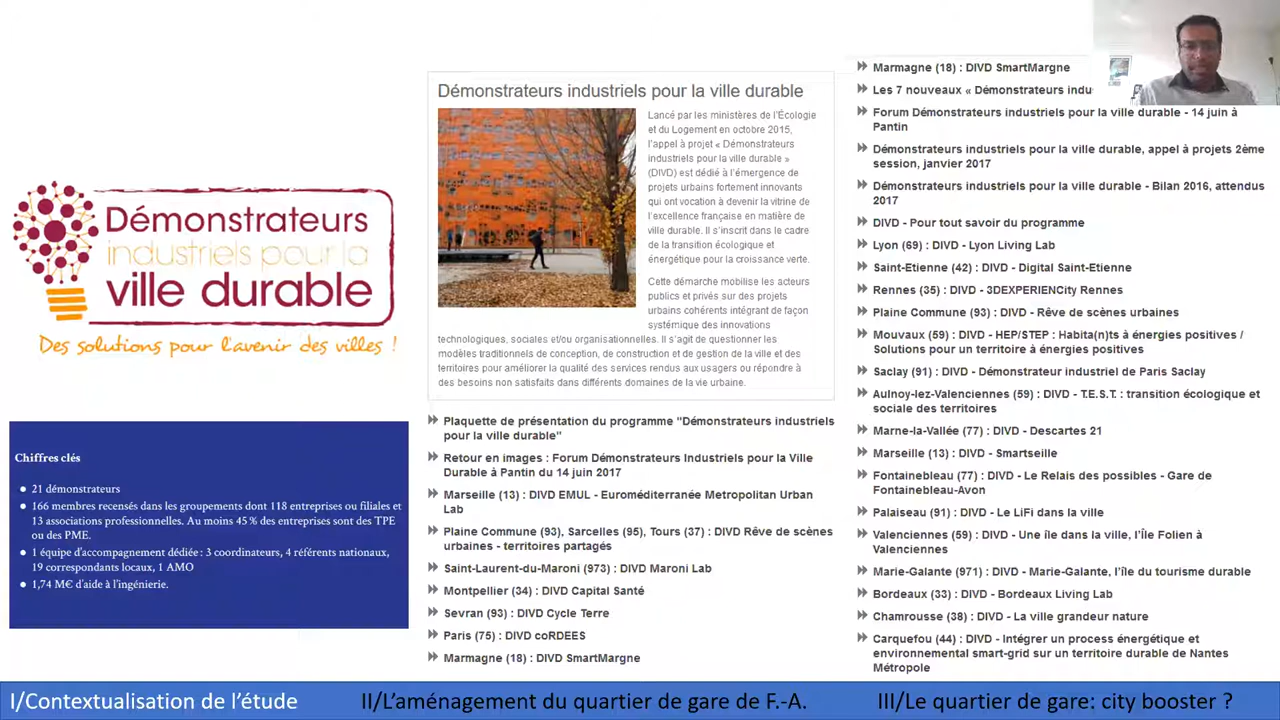 Démonstrateurs
industriels pour la
ville durable
Des solutions pour l'avenir des villes !
Chiffres clés
● 21 démonstrateurs
● 166 membres recensés dans les groupements dont 118 entreprises ou filiales et
13 associations professionnelles. Au moins 45 % des entreprises sont des TPE
ou des PME.
● 1 équipe d'accompagnement dédiée : 3 coordinateurs, 4 référents nationaux,
19 correspondants locaux, 1 AMO
● 1,74 M€ d'aide à l'ingénierie.
Démonstrateurs industriels pour la ville durable
Lancé par les ministères de l'Écologie
et du Logement en octobre 2015,
l'appel à projet « Démonstrateurs
industriels pour la ville durable »
(DIVD) est dédié à l'émergence de
projets urbains fortement innovants
qui ont vocation à devenir la vitrine de
l'excellence française en matière de
ville durable. Il s'inscrit dans le cadre
de la transition écologique et
énergétique pour la croissance verte.
Cette démarche mobilise les acteurs
publics et privés sur des projets
urbains cohérents intégrant de façon
systémique des innovations
technologiques, sociales et/ou organisationnelles. Il s'agit de questionner les
modèles traditionnels de conception, de construction et de gestion de la ville et des
territoires pour améliorer la qualité des services rendus aux usagers ou répondre à
des besoins non satisfaits dans différents domaines de la vie urbaine.
Plaquette de présentation du programme "Démonstrateurs industriels
pour la ville durable"
Retour en images : Forum Démonstrateurs Industriels pour la Ville
Durable à Pantin du 14 juin 2017
Marseille (13) : DIVD EMUL - Euroméditerranée Metropolitan Urban
Lab
Plaine Commune (93), Sarcelles (95), Tours (37) : DIVD Rêve de scènes
urbaines - territoires partagés
Saint-Laurent-du-Maroni (973) : DIVD Maroni Lab
Montpellier (34) : DIVD Capital Santé
Sevran (93) : DIVD Cycle Terre
Paris (75) : DIVD coRDEES
Marmagne (18) : DIVD SmartMargne
Marmagne (18) : DIVD SmartMargne
Les 7 nouveaux « Démonstrateurs indu
Forum Démonstrateurs industriels pour la ville durable - 14 juin à
Pantin
Démonstrateurs industriels pour la ville durable, appel à projets 2ème
session, janvier 2017
Démonstrateurs industriels pour la ville durable - Bilan 2016, attendus
2017
DIVD - Pour tout savoir du programme
Lyon (69) : DIVD - Lyon Living Lab
Saint-Etienne (42) : DIVD - Digital Saint-Etienne
Rennes (35) : DIVD - 3DEXPERIENCity Rennes
Plaine Commune (93) : DIVD - Rêve de scènes urbaines
Mouvaux (59) : DIVD - HEP/STEP : Habita(n)ts à énergies positives /
Solutions pour un territoire à énergies positives
Saclay (91) : DIVD - Démonstrateur industriel de Paris Saclay
Aulnoy-lez-Valenciennes (59) : DIVD - T.E.S.T. : transition écologique et
sociale des territoires
Marne-la-Vallée (77) : DIVD - Descartes 21
Marseille (13) : DIVD - Smartseille
Fontainebleau (77) : DIVD - Le Relais des possibles - Gare de
Fontainebleau-Avon
Palaiseau (91) : DIVD - Le LiFi dans la ville
Valenciennes (59) : DIVD - Une île dans la ville, l'Île Folien à
Valenciennes
Marie-Galante (971) : DIVD - Marie-Galante, l'île du tourisme durable
Bordeaux (33) : DIVD - Bordeaux Living Lab
Chamrousse (38) : DIVD - La ville grandeur nature
Carquefou (44) : DIVD - Intégrer un process énergétique et
environnemental smart-grid sur un territoire durable de Nantes
Métropole
I/Contextualisation de l'étude
II/L'aménagement du quartier de gare de F.-A.
III/Le quartier de gare: city booster ?